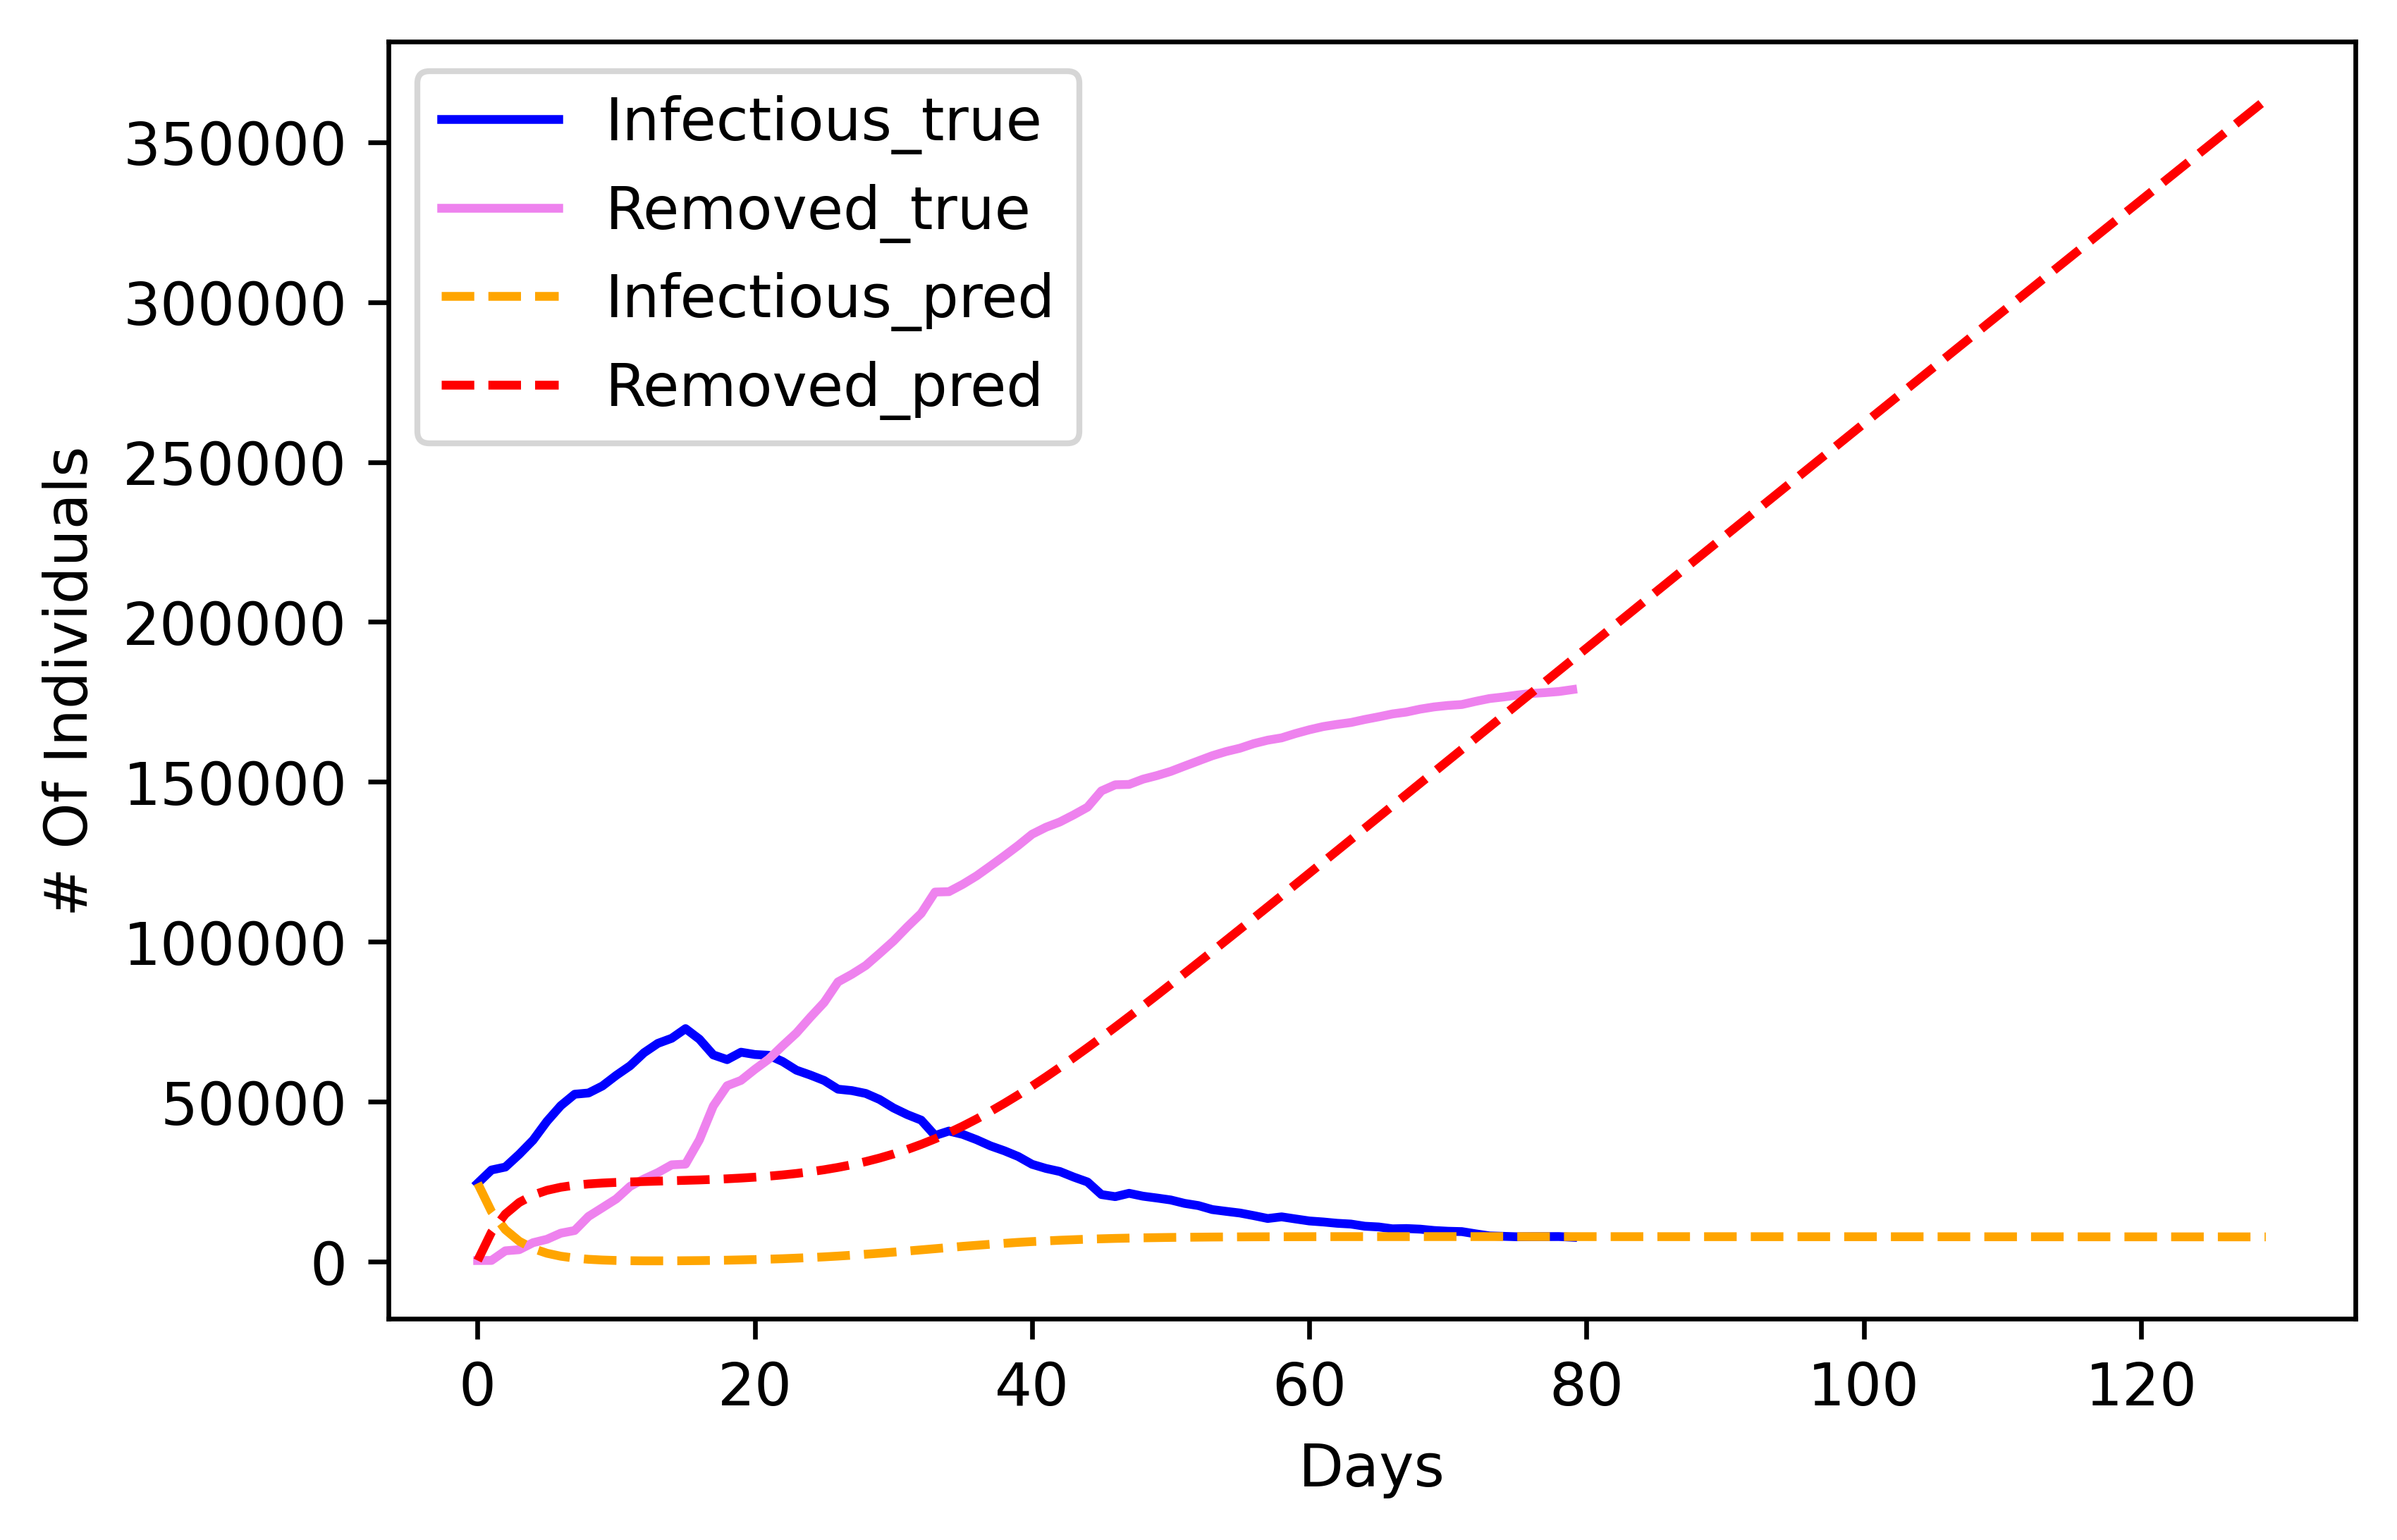 Infectious_true
Removed_true
Infectious_pred
Removed_pred
350000
300000
250000
200000
150000
100000
50000
0
# Of Individuals
0 20 40 60 80 100 120
Days